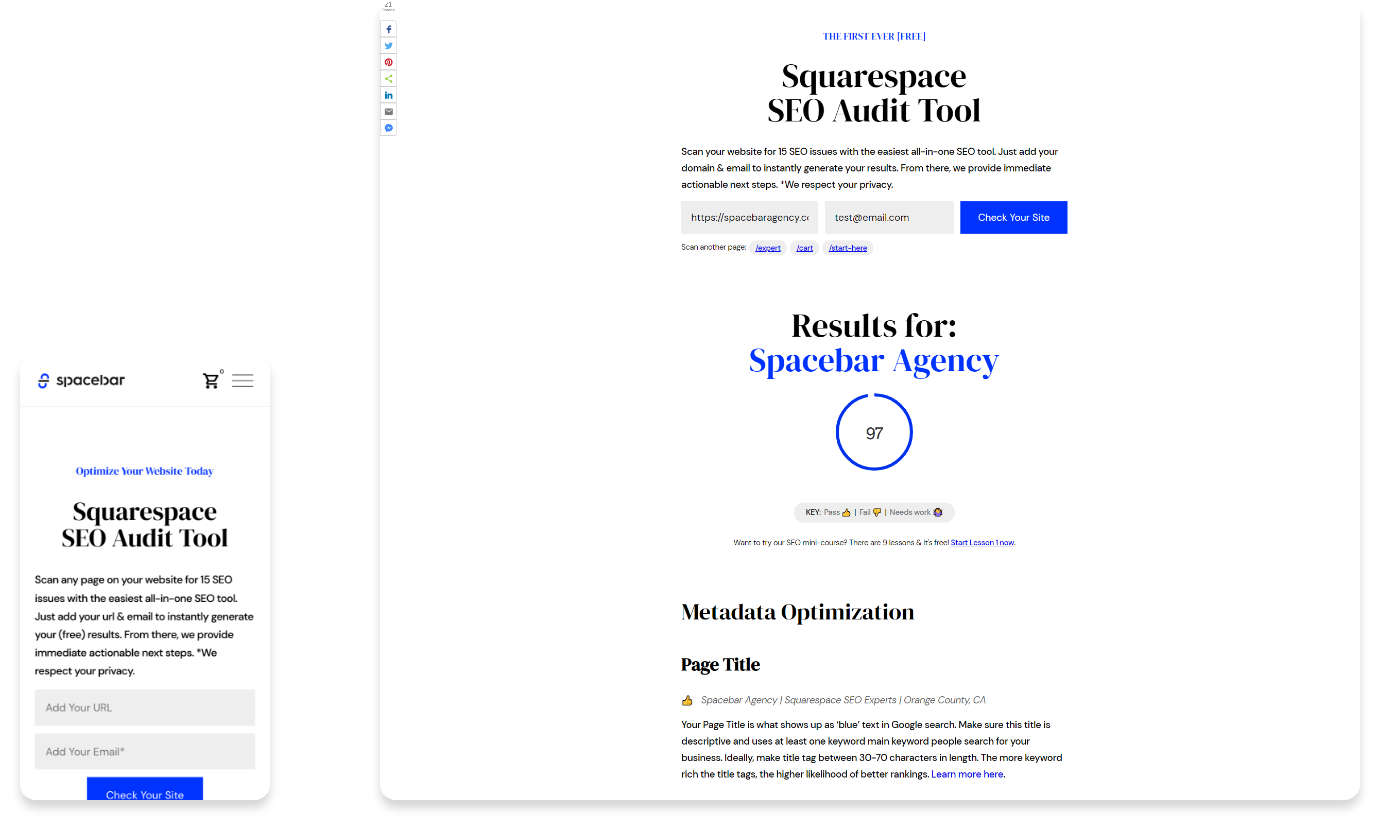 spacebar
0
Optimize Your Website Today
Squarespace
SEO Audit Tool
Scan any page on your website for 15 SEO
issues with the easiest all-in-one SEO tool.
Just add your url & email to instantly generate
your (free) results. From there, we provide
immediate actionable next steps. *We
respect your privacy.
Add Your URL
Add Your Email*
Check Your Site
THE FIRST EVER [FREE]
Squarespace
SEO Audit Tool
Scan your website for 15 SEO issues with the easiest all-in-one SEO tool. Just add your
domain & email to instantly generate your results. From there, we provide immediate
actionable next steps. *We respect your privacy.
https://spacebaragency.co
test@email.com
Check Your Site
Scan another page: /expert /cart /start-here
Results for:
Spacebar Agency
97
KEY: Pass 👍 | Fail 👎 | Needs work 🤷‍♀️
Want to try our SEO mini-course? There are 9 lessons & it's free! Start Lesson 1 now.
Metadata Optimization
Page Title
👍 Spacebar Agency | Squarespace SEO Experts | Orange County, CA
Your Page Title is what shows up as ‘blue’ text in Google search. Make sure this title is
descriptive and uses at least one keyword main keyword people search for your
business. Ideally, make title tag between 30-70 characters in length. The more keyword
rich the title tags, the higher likelihood of better rankings. Learn more here.